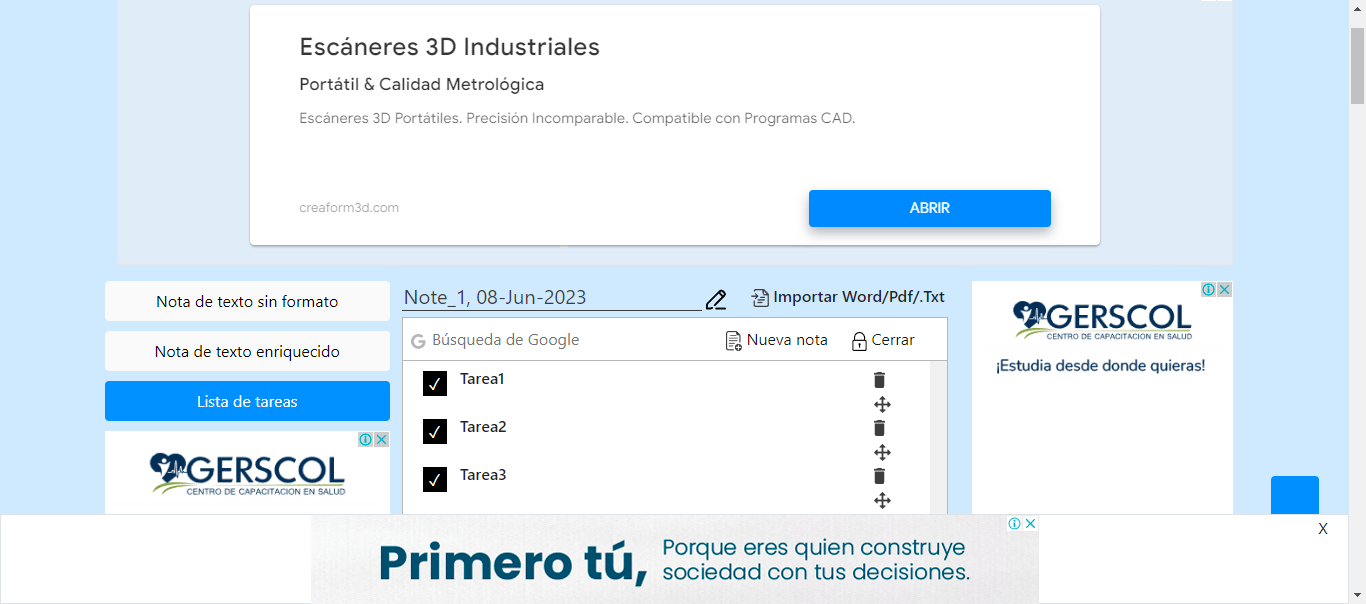 Escáneres 3D Industriales
Portátil & Calidad Metrológica
Escáneres 3D Portátiles. Precisión Incomparable. Compatible con Programas CAD.
creaform3d.com
ABRIR
Nota de texto sin formato
Nota de texto enriquecido
Lista de tareas
GERSCOL
CENTRO DE CAPACITACION EN SALUD
Note_1, 08-Jun-2023
Importar Word/Pdf/.Txt
G Búsqueda de Google
Nueva nota
Cerrar
Tarea1
Tarea2
Tarea3
GERSCOL
CENTRO DE CAPACITACION EN SALUD
¡Estudia desde donde quieras!
X
Primero tú,
Porque eres quien construye
sociedad con tus decisiones.